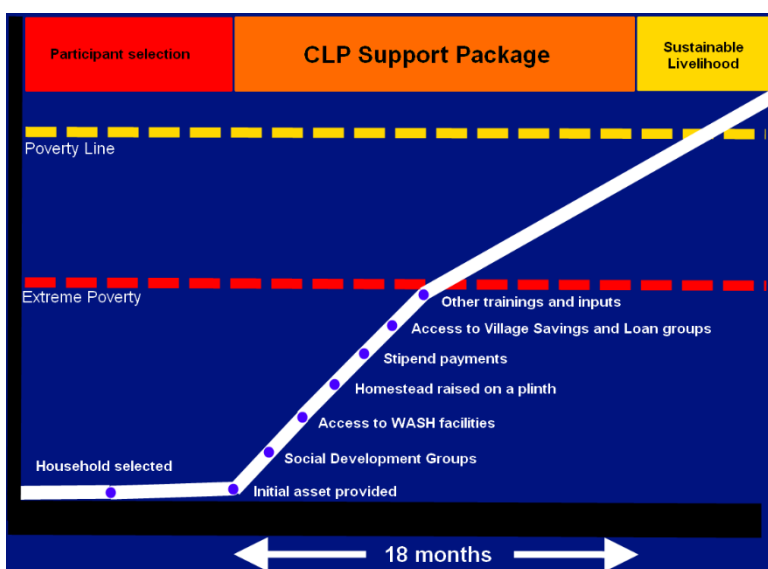 Participant selection
CLP Support Package
Sustainable
Livelihood
Poverty Line
Extreme Poverty
Other trainings and inputs
Access to Village Savings and Loan groups
Stipend payments
Homestead raised on a plinth
Access to WASH facilities
Social Development Groups
Household selected
Initial asset provided
18 months